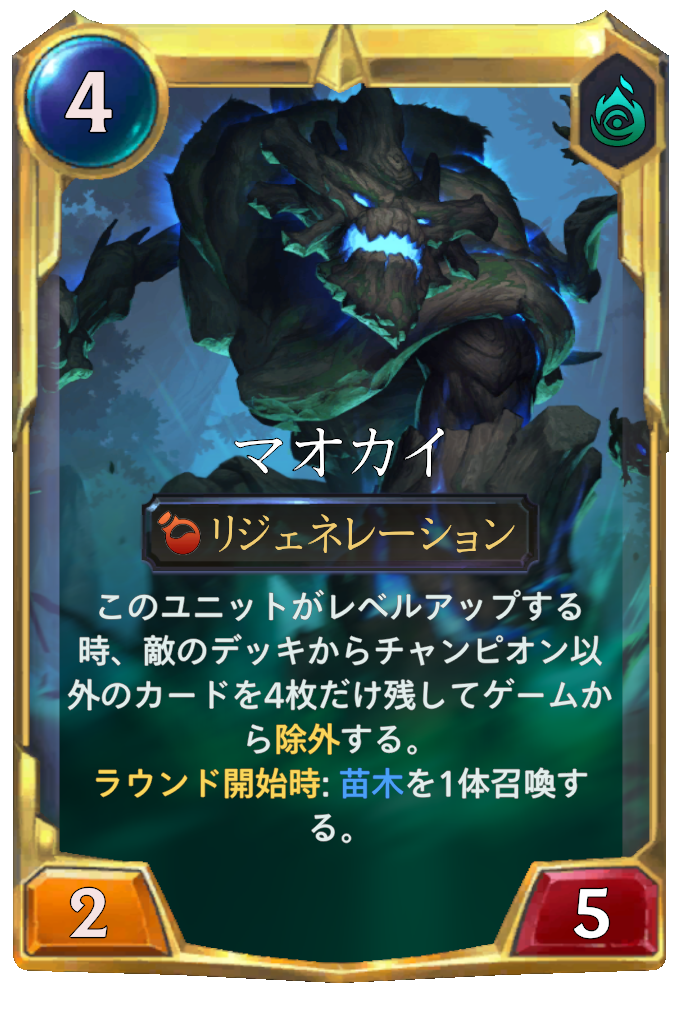 4
マオカイ
リジェネレーション
このユニットがレベルアップする
時、敵のデッキからチャンピオン以
外のカードを4枚だけ残してゲームか
ら除外する。
ラウンド開始時: 苗木を1体召喚す
る。
2
5